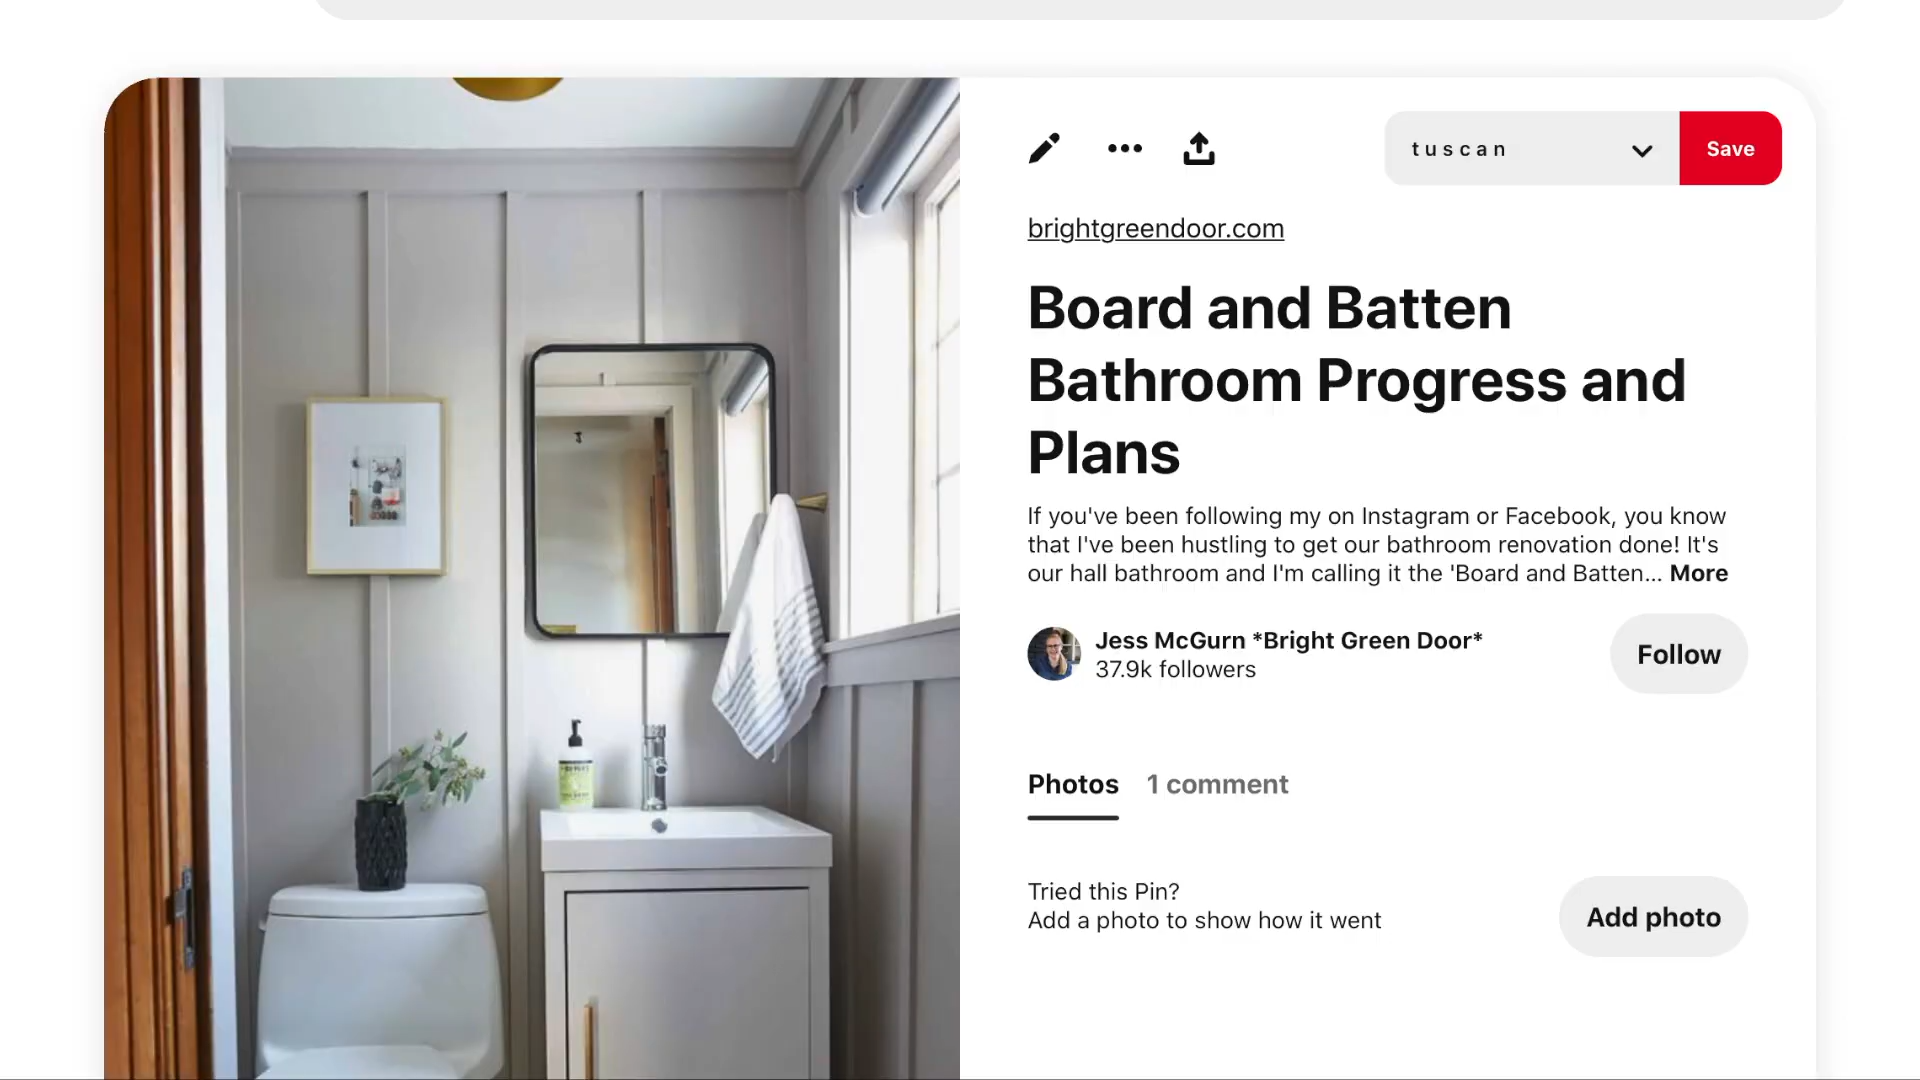 tuscan
Save
brightgreendoor.com
Board and Batten
Bathroom Progress and
Plans
If you've been following my on Instagram or Facebook, you know
that I've been hustling to get our bathroom renovation done! It's
our hall bathroom and I'm calling it the 'Board and Batten... More
Jess McGurn *Bright Green Door*
37.9k followers
Follow
Photos
1 comment
Tried this Pin?
Add a photo to show how it went
Add photo